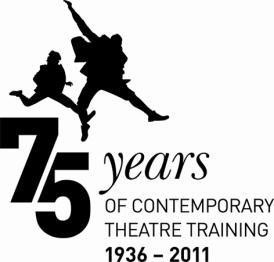 75 years
OF CONTEMPORARY
THEATRE TRAINING
1936 – 2011